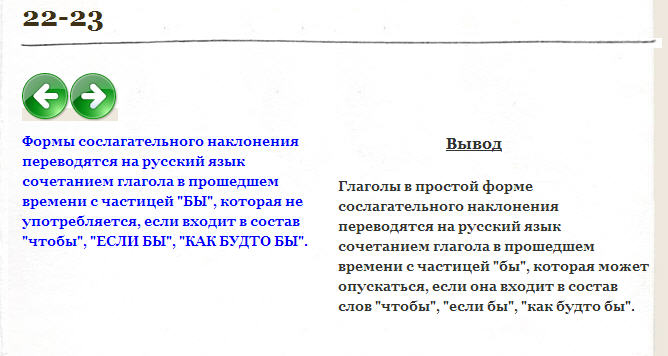 22-23
Формы сослагательного наклонения
переводятся на русский язык
сочетанием глагола в прошедшем
времени с частицей "БЫ", которая не
употребляется, если входит в состав
"чтобы", "ЕСЛИ БЫ", "КАК БУДТО БЫ".
Вывод
Глаголы в простой форме
сослагательного наклонения
переводятся на русский язык
сочетанием глагола в прошедшем
времени с частицей "бы", которая может
опускаться, если она входит в состав
слов "чтобы", "если бы", "как будто бы".